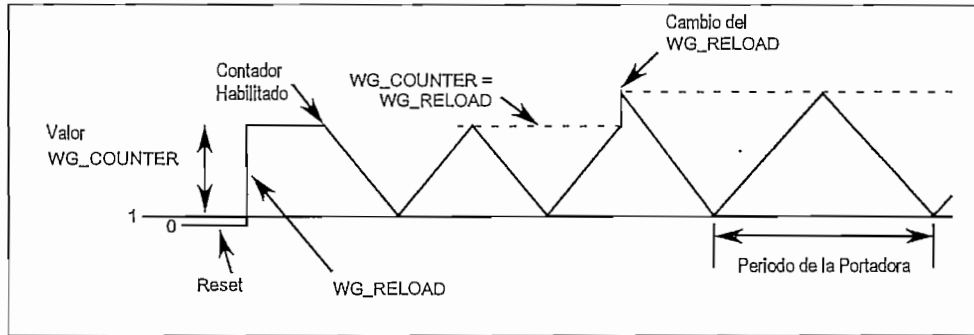 Cambio del
WG_RELOAD
Contador
Habilitado
WG_COUNTER =
WG_RELOAD
Valor
WG_COUNTER
1
0
Reset
WG_RELOAD
Periodo de la Portadora